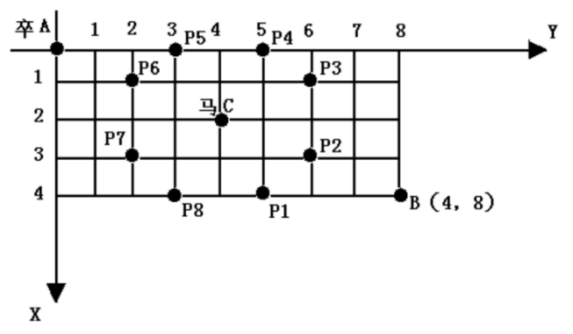 卒A 1 2 3 P5 4 5 P4 6 7 8 Y
1 P6 P3
2 马C
3 P7 P2
4 P8 P1 B (4, 8)
X